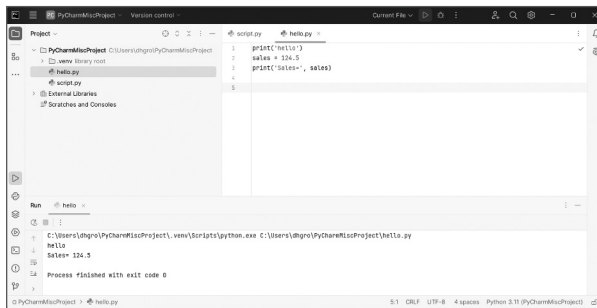 PC PyCharmMiscProject Version control Current File
Project
script.py hello.py
PyCharmMiscProject C:\Users\dhgro\PyCharmMiscProject
.venv library root
hello.py
script.py
External Libraries
Scratches and Consoles
1 print('hello')
2 sales = 124.5
3 print('Sales=', sales)
4
5
Run hello
C:\Users\dhgro\PyCharmMiscProject\.venv\Scripts\python.exe C:\Users\dhgro\PyCharmMiscProject\hello.py
hello
Sales= 124.5
Process finished with exit code 0
PyCharmMiscProject > hello.py 5:1 CRLF UTF-8 4 spaces Python 3.11 (PyCharmMiscProject)